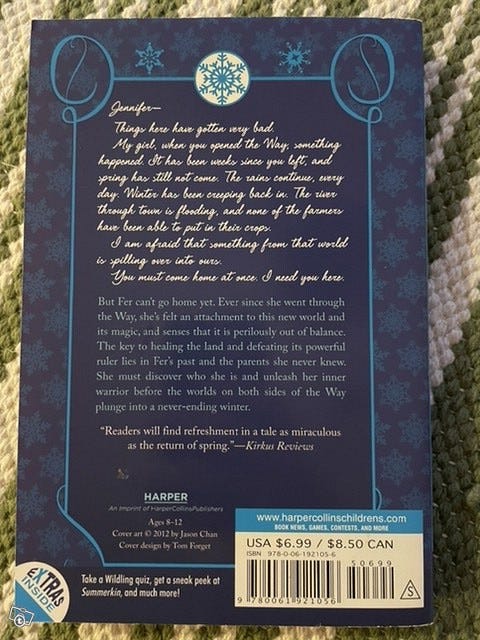 Jennifer—
Things here have gotten very bad.
My girl, when you opened the Way, something
happened. It has been weeks since you left, and
spring has still not come. The rains continue, every
day. Winter has been creeping back in. The river
through town is flooding, and none of the farmers
have been able to put in their crops.
I am afraid that something from that world
is spilling over into ours.
You must come home at once. I need you here.
But Fer can't go home yet. Ever since she went through
the Way, she's felt an attachment to this new world and
its magic, and senses that it is perilously out of balance.
The key to healing the land and defeating its powerful
ruler lies in Fer's past and the parents she never knew.
She must discover who she is and unleash her inner
warrior before the worlds on both sides of the Way
plunge into a never-ending winter.
"Readers will find refreshment in a tale as miraculous
as the return of spring."—Kirkus Reviews
HARPER
An Imprint of HarperCollinsPublishers
Ages 8–12
Cover art © 2012 by Jason Chan
Cover design by Tom Forget
www.harpercollinschildrens.com
BOOK NEWS, GAMES, CONTESTS, AND MORE
USA $6.99 / $8.50 CAN
ISBN 978-0-06-192105-6
50699
9 780061 921056
S
EXTRAS
INSIDE
Take a Wildling quiz, get a sneak peek at
Summerkin, and much more!